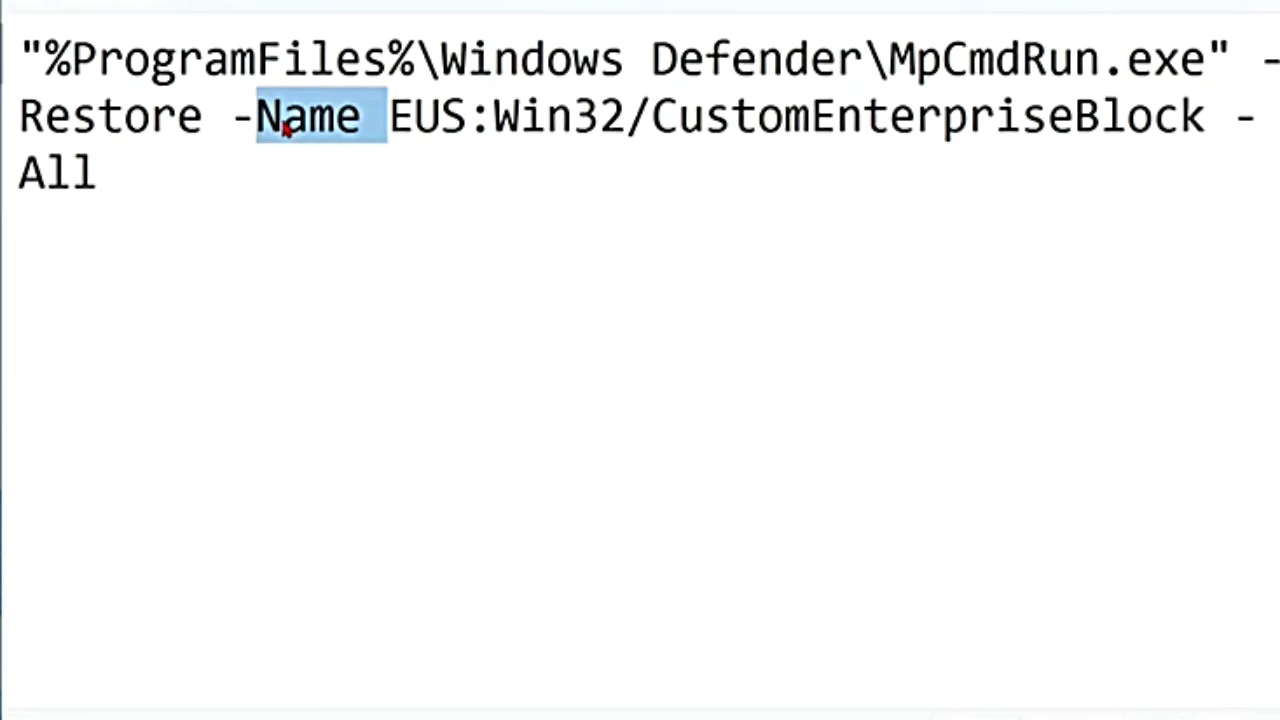 "%ProgramFiles%\Windows Defender\MpCmdRun.exe" -
Restore -Name EUS:Win32/CustomEnterpriseBlock -
All